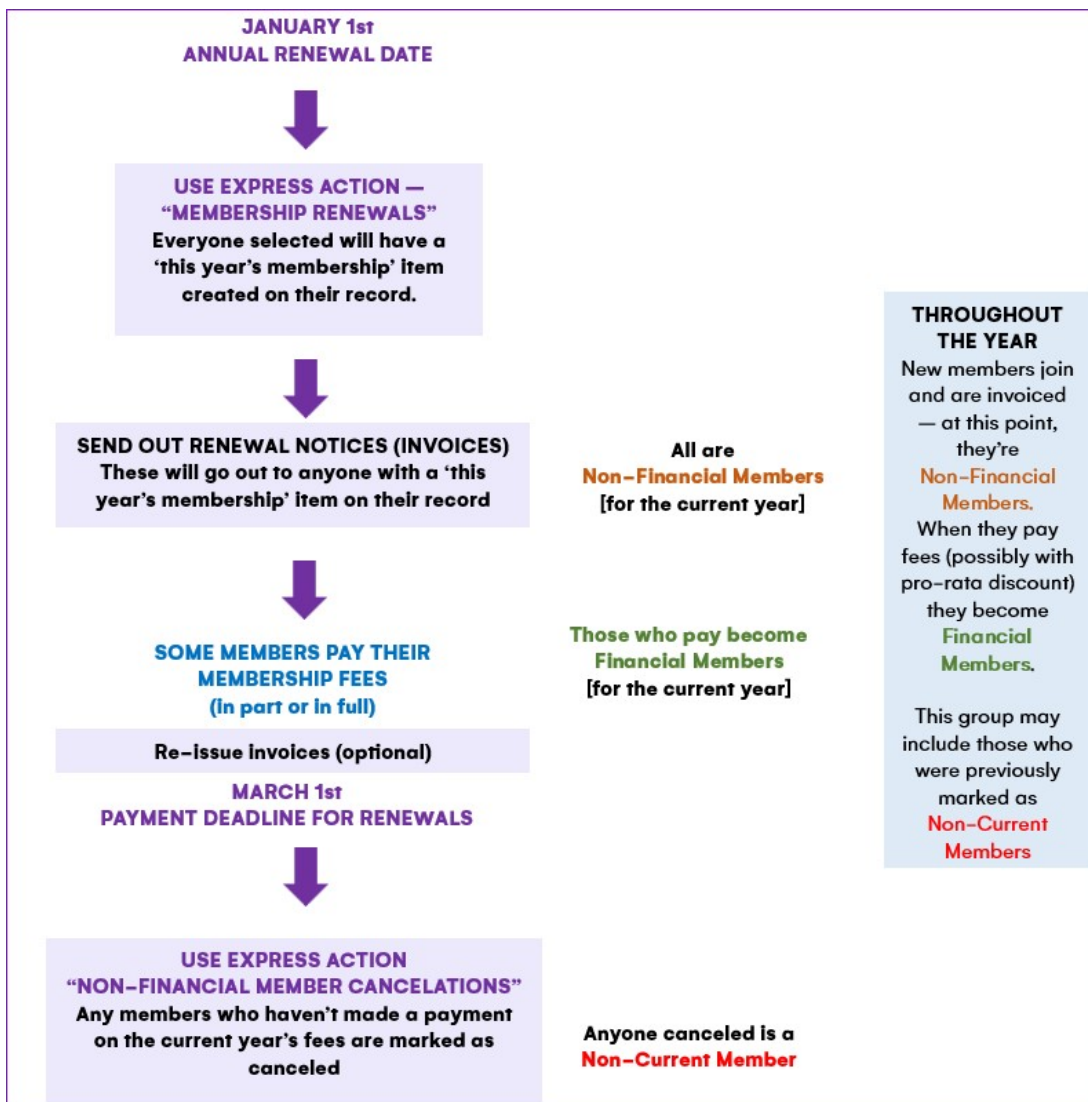 JANUARY 1st
ANNUAL RENEWAL DATE
USE EXPRESS ACTION —
“MEMBERSHIP RENEWALS”
Everyone selected will have a
‘this year’s membership’ item
created on their record.
SEND OUT RENEWAL NOTICES (INVOICES)
These will go out to anyone with a ‘this
year’s membership’ item on their record
All are
Non-Financial Members
[for the current year]
SOME MEMBERS PAY THEIR
MEMBERSHIP FEES
(in part or in full)
Those who pay become
Financial Members
[for the current year]
Re-issue invoices (optional)
MARCH 1st
PAYMENT DEADLINE FOR RENEWALS
USE EXPRESS ACTION
“NON-FINANCIAL MEMBER CANCELATIONS”
Any members who haven’t made a payment
on the current year’s fees are marked as
canceled
Anyone canceled is a
Non-Current Member
THROUGHOUT
THE YEAR
New members join
and are invoiced
— at this point,
they’re
Non-Financial
Members.
When they pay
fees (possibly with
pro-rata discount)
they become
Financial
Members.
This group may
include those who
were previously
marked as
Non-Current
Members